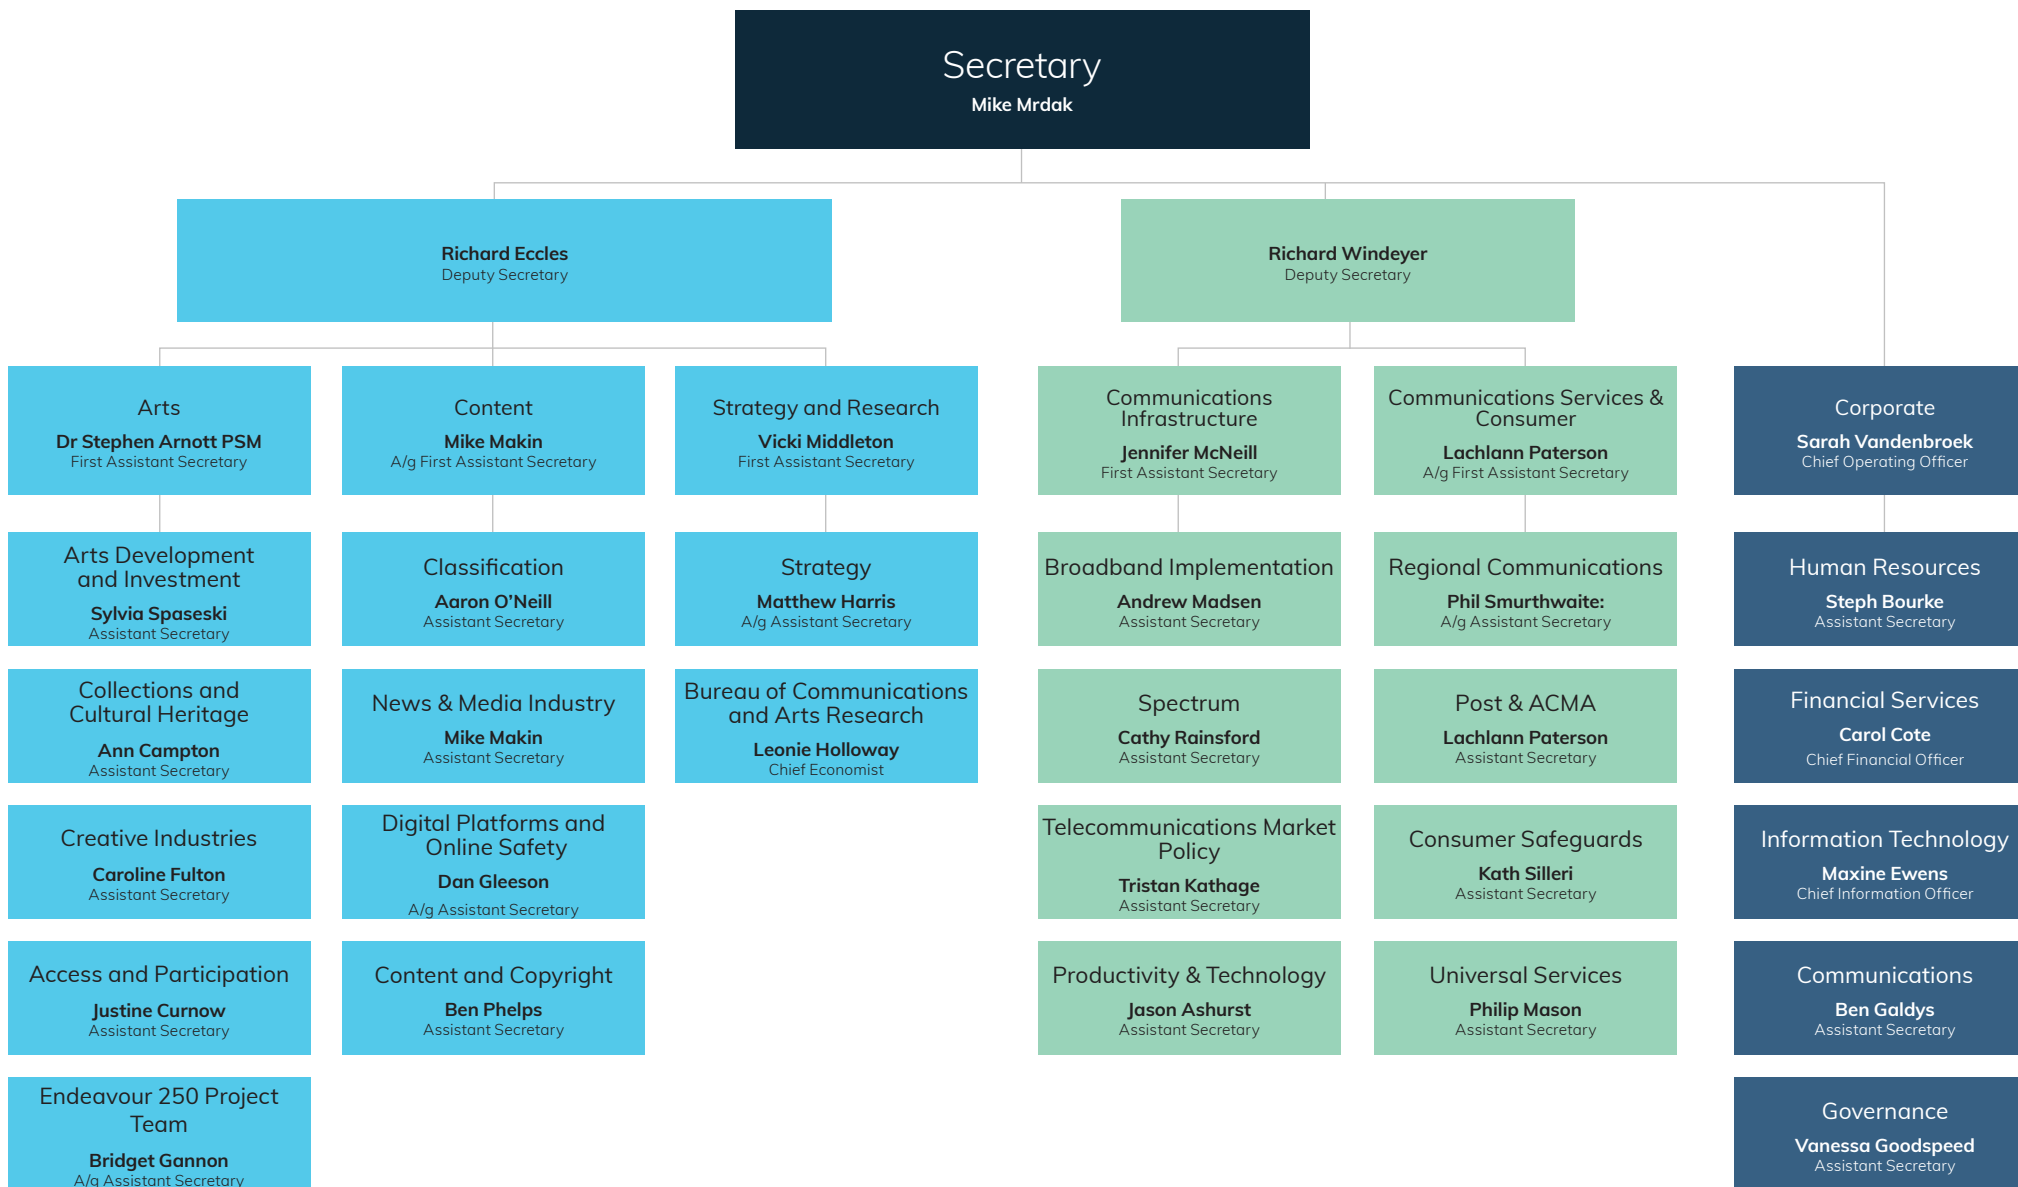 Secretary
Mike Mrdak
Richard Eccles
Deputy Secretary
Richard Windeyer
Deputy Secretary
Arts
Dr Stephen Arnott PSM
First Assistant Secretary
Content
Mike Makin
A/g First Assistant Secretary
Strategy and Research
Vicki Middleton
First Assistant Secretary
Communications
Infrastructure
Jennifer McNeill
First Assistant Secretary
Communications Services &
Consumer
Lachlann Paterson
A/g First Assistant Secretary
Corporate
Sarah Vandenbroek
Chief Operating Officer
Arts Development
and Investment
Sylvia Spaseski
Assistant Secretary
Classification
Aaron O’Neill
Assistant Secretary
Strategy
Matthew Harris
A/g Assistant Secretary
Broadband Implementation
Andrew Madsen
Assistant Secretary
Regional Communications
Phil Smurthwaite:
A/g Assistant Secretary
Human Resources
Steph Bourke
Assistant Secretary
Collections and
Cultural Heritage
Ann Campton
Assistant Secretary
News & Media Industry
Mike Makin
Assistant Secretary
Bureau of Communications
and Arts Research
Leonie Holloway
Chief Economist
Spectrum
Cathy Rainsford
Assistant Secretary
Post & ACMA
Lachlann Paterson
Assistant Secretary
Financial Services
Carol Cote
Chief Financial Officer
Creative Industries
Caroline Fulton
Assistant Secretary
Digital Platforms and
Online Safety
Dan Gleeson
A/g Assistant Secretary
Telecommunications Market
Policy
Tristan Kathage
Assistant Secretary
Consumer Safeguards
Kath Silleri
Assistant Secretary
Information Technology
Maxine Ewens
Chief Information Officer
Access and Participation
Justine Curnow
Assistant Secretary
Content and Copyright
Ben Phelps
Assistant Secretary
Productivity & Technology
Jason Ashurst
Assistant Secretary
Universal Services
Philip Mason
Assistant Secretary
Communications
Ben Galdys
Assistant Secretary
Endeavour 250 Project
Team
Bridget Gannon
A/g Assistant Secretary
Governance
Vanessa Goodspeed
Assistant Secretary